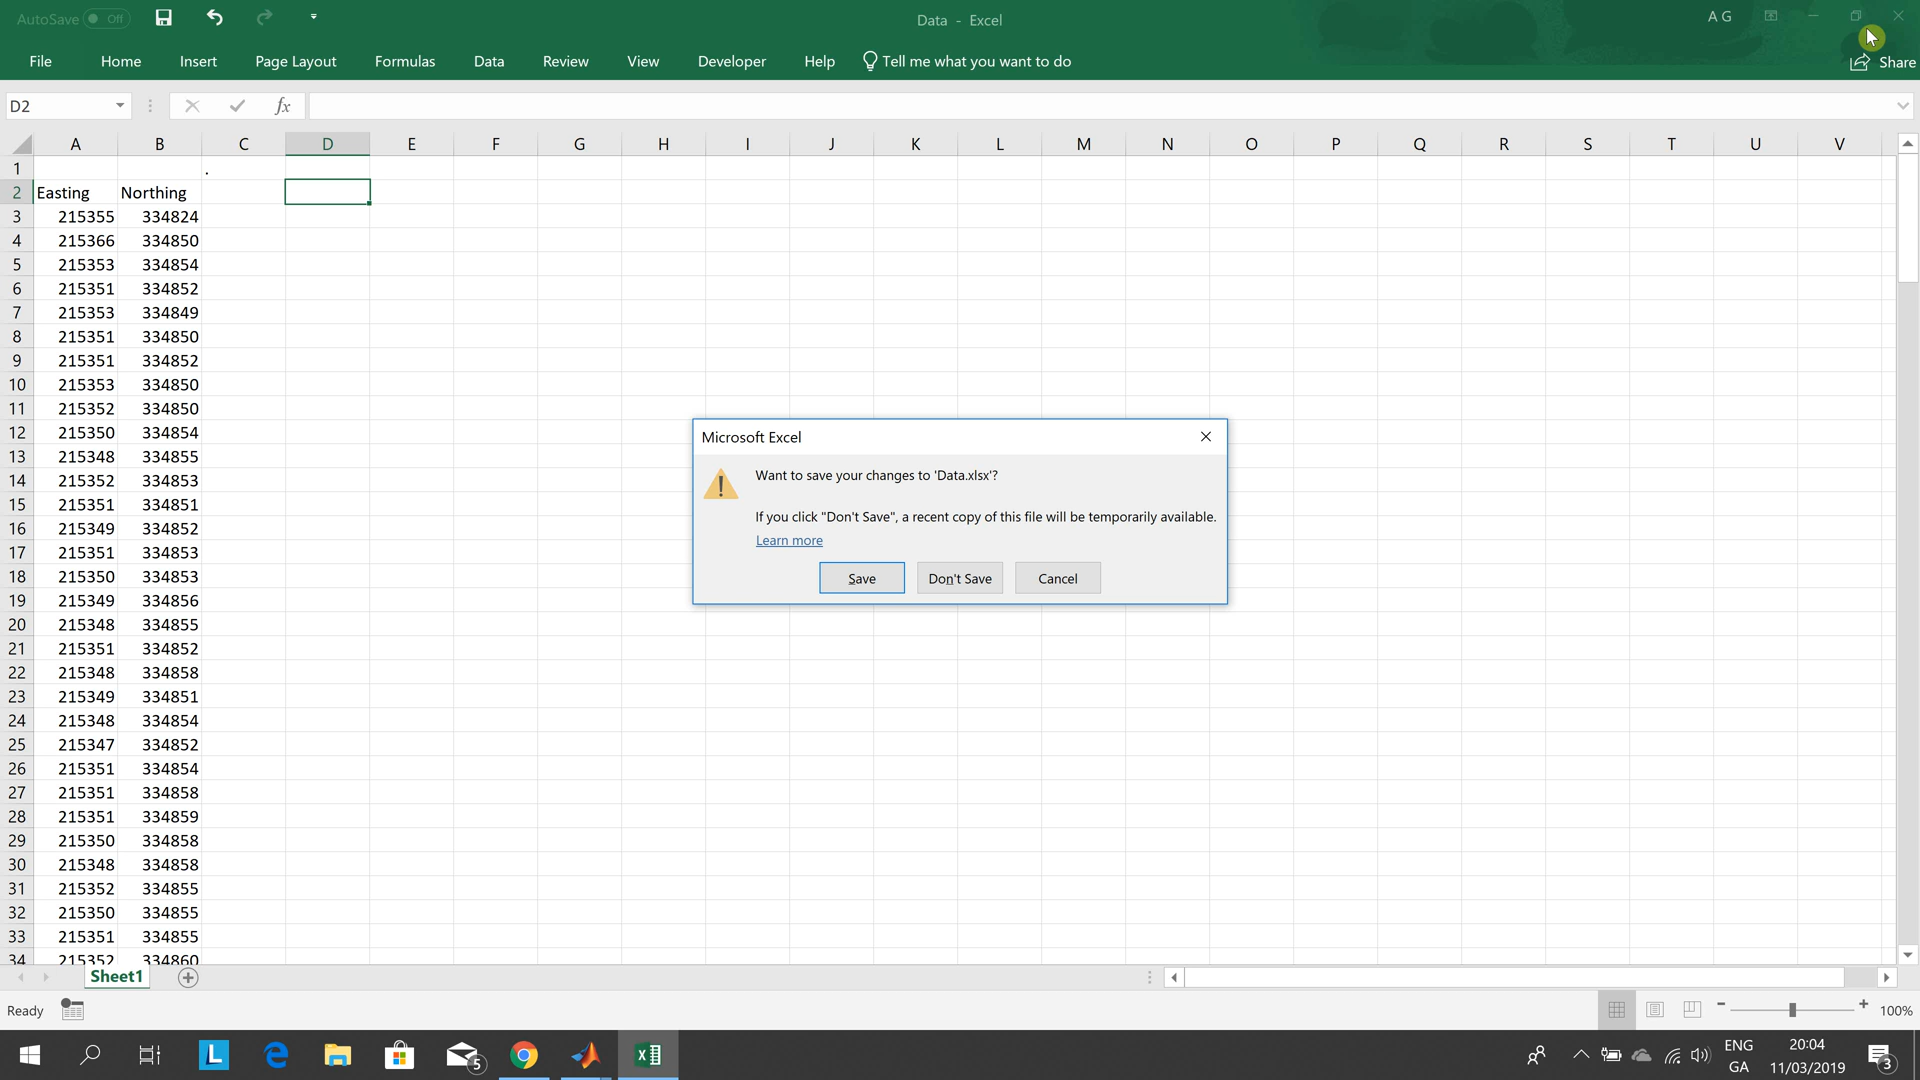 AutoSave Off Data - Excel A G
File Home Insert Page Layout Formulas Data Review View Developer Help Tell me what you want to do Share
D2 fx
A B C D E F G H I J K L M N O P Q R S T U V
1 .
2 Easting Northing
3 215355 334824
4 215366 334850
5 215353 334854
6 215351 334852
7 215353 334849
8 215351 334850
9 215351 334852
10 215353 334850
11 215352 334850
12 215350 334854
13 215348 334855
14 215352 334853
15 215351 334851
16 215349 334852
17 215351 334853
18 215350 334853
19 215349 334856
20 215348 334855
21 215351 334852
22 215348 334858
23 215349 334851
24 215348 334854
25 215347 334852
26 215351 334854
27 215351 334858
28 215351 334859
29 215350 334858
30 215348 334858
31 215352 334855
32 215350 334855
33 215351 334855
34 215352 334860
Microsoft Excel
Want to save your changes to 'Data.xlsx'?
If you click "Don't Save", a recent copy of this file will be temporarily available.
Learn more
Save Don't Save Cancel
Sheet1
Ready 100%
L 5 ENG 20:04
GA 11/03/2019 3